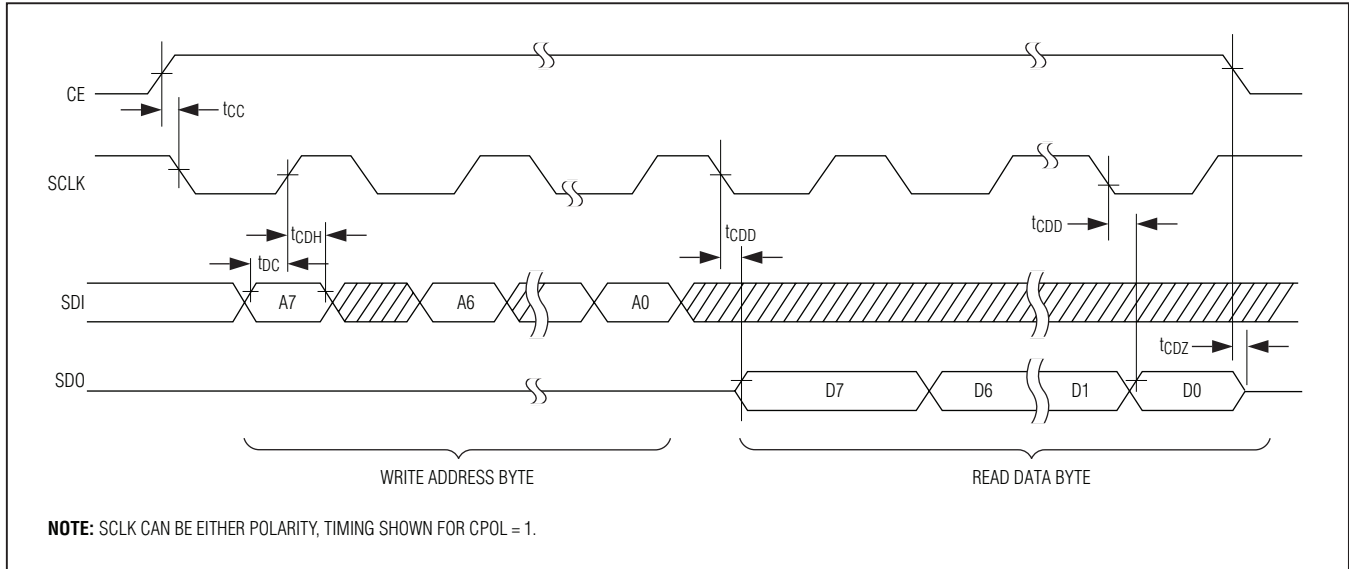 CE
tCC
SCLK
tCDH
tCDD
tCDD
tDC
SDI
A7
A6
A0
tCDZ
SDO
D7
D6
D1
D0
WRITE ADDRESS BYTE
READ DATA BYTE
NOTE: SCLK CAN BE EITHER POLARITY, TIMING SHOWN FOR CPOL = 1.